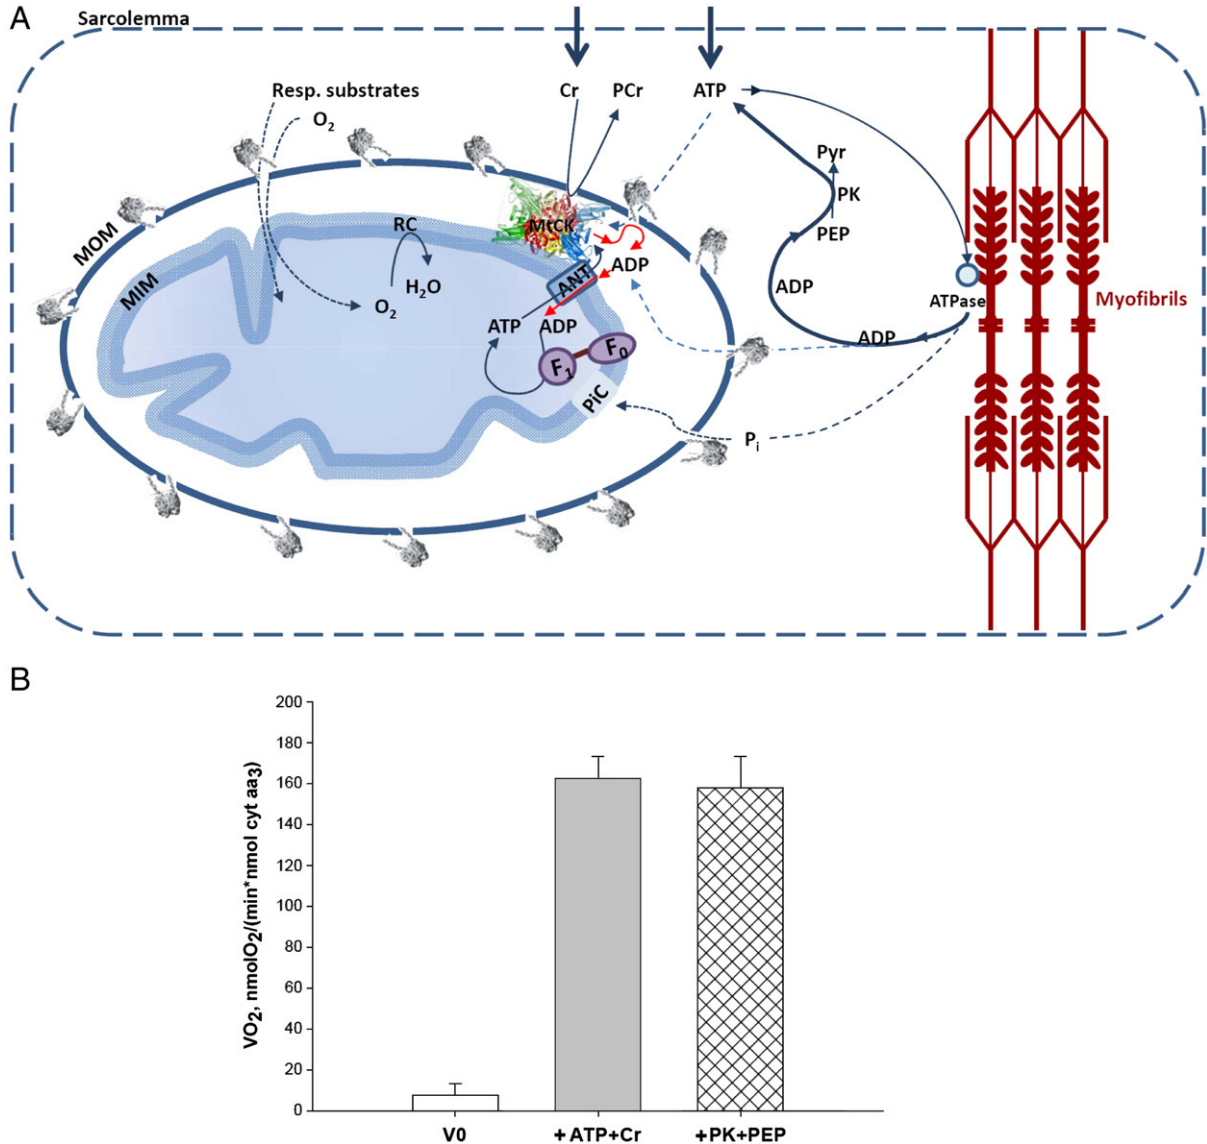 A
Sarcolemma
Resp. substrates
O2
Cr
PCr
ATP
Pyr
PK
PEP
MOM
MIM
RC
MtCK
H2O
O2
ANT
ADP
ADP
ATP
ADP
ATPase
Myofibrils
ADP
F1
F0
PiC
Pi
B
VO2, nmolO2/(min*nmol cyt aa3)
200
180
160
140
120
100
80
60
40
20
0
V0
+ATP+Cr
+PK+PEP